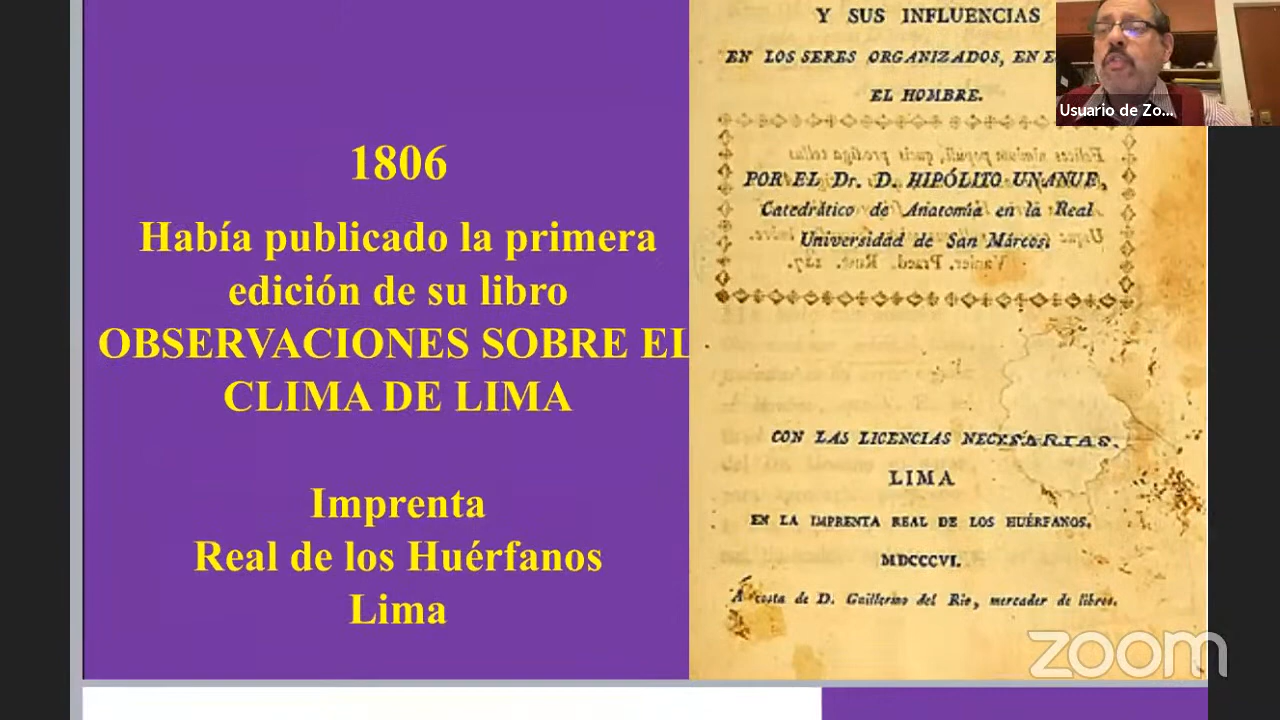 1806
Había publicado la primera
edición de su libro
OBSERVACIONES SOBRE EL
CLIMA DE LIMA
Imprenta
Real de los Huérfanos
Lima
Y SUS INFLUENCIAS
EN LOS SERES ORGANIZADOS, EN
EL HOMBRE.
POR EL Dr. D. HIPÓLITO UNANUE,
Catedrático de Anatomía en la Real
Universidad de San Márcos.
CON LAS LICENCIAS NECESARIAS.
LIMA
EN LA IMPRENTA REAL DE LOS HUÉRFANOS.
MDCCCVI.
Á costa de D. Guillermo del Rio, mercader de libros.
Usuario de Zo...
zoom